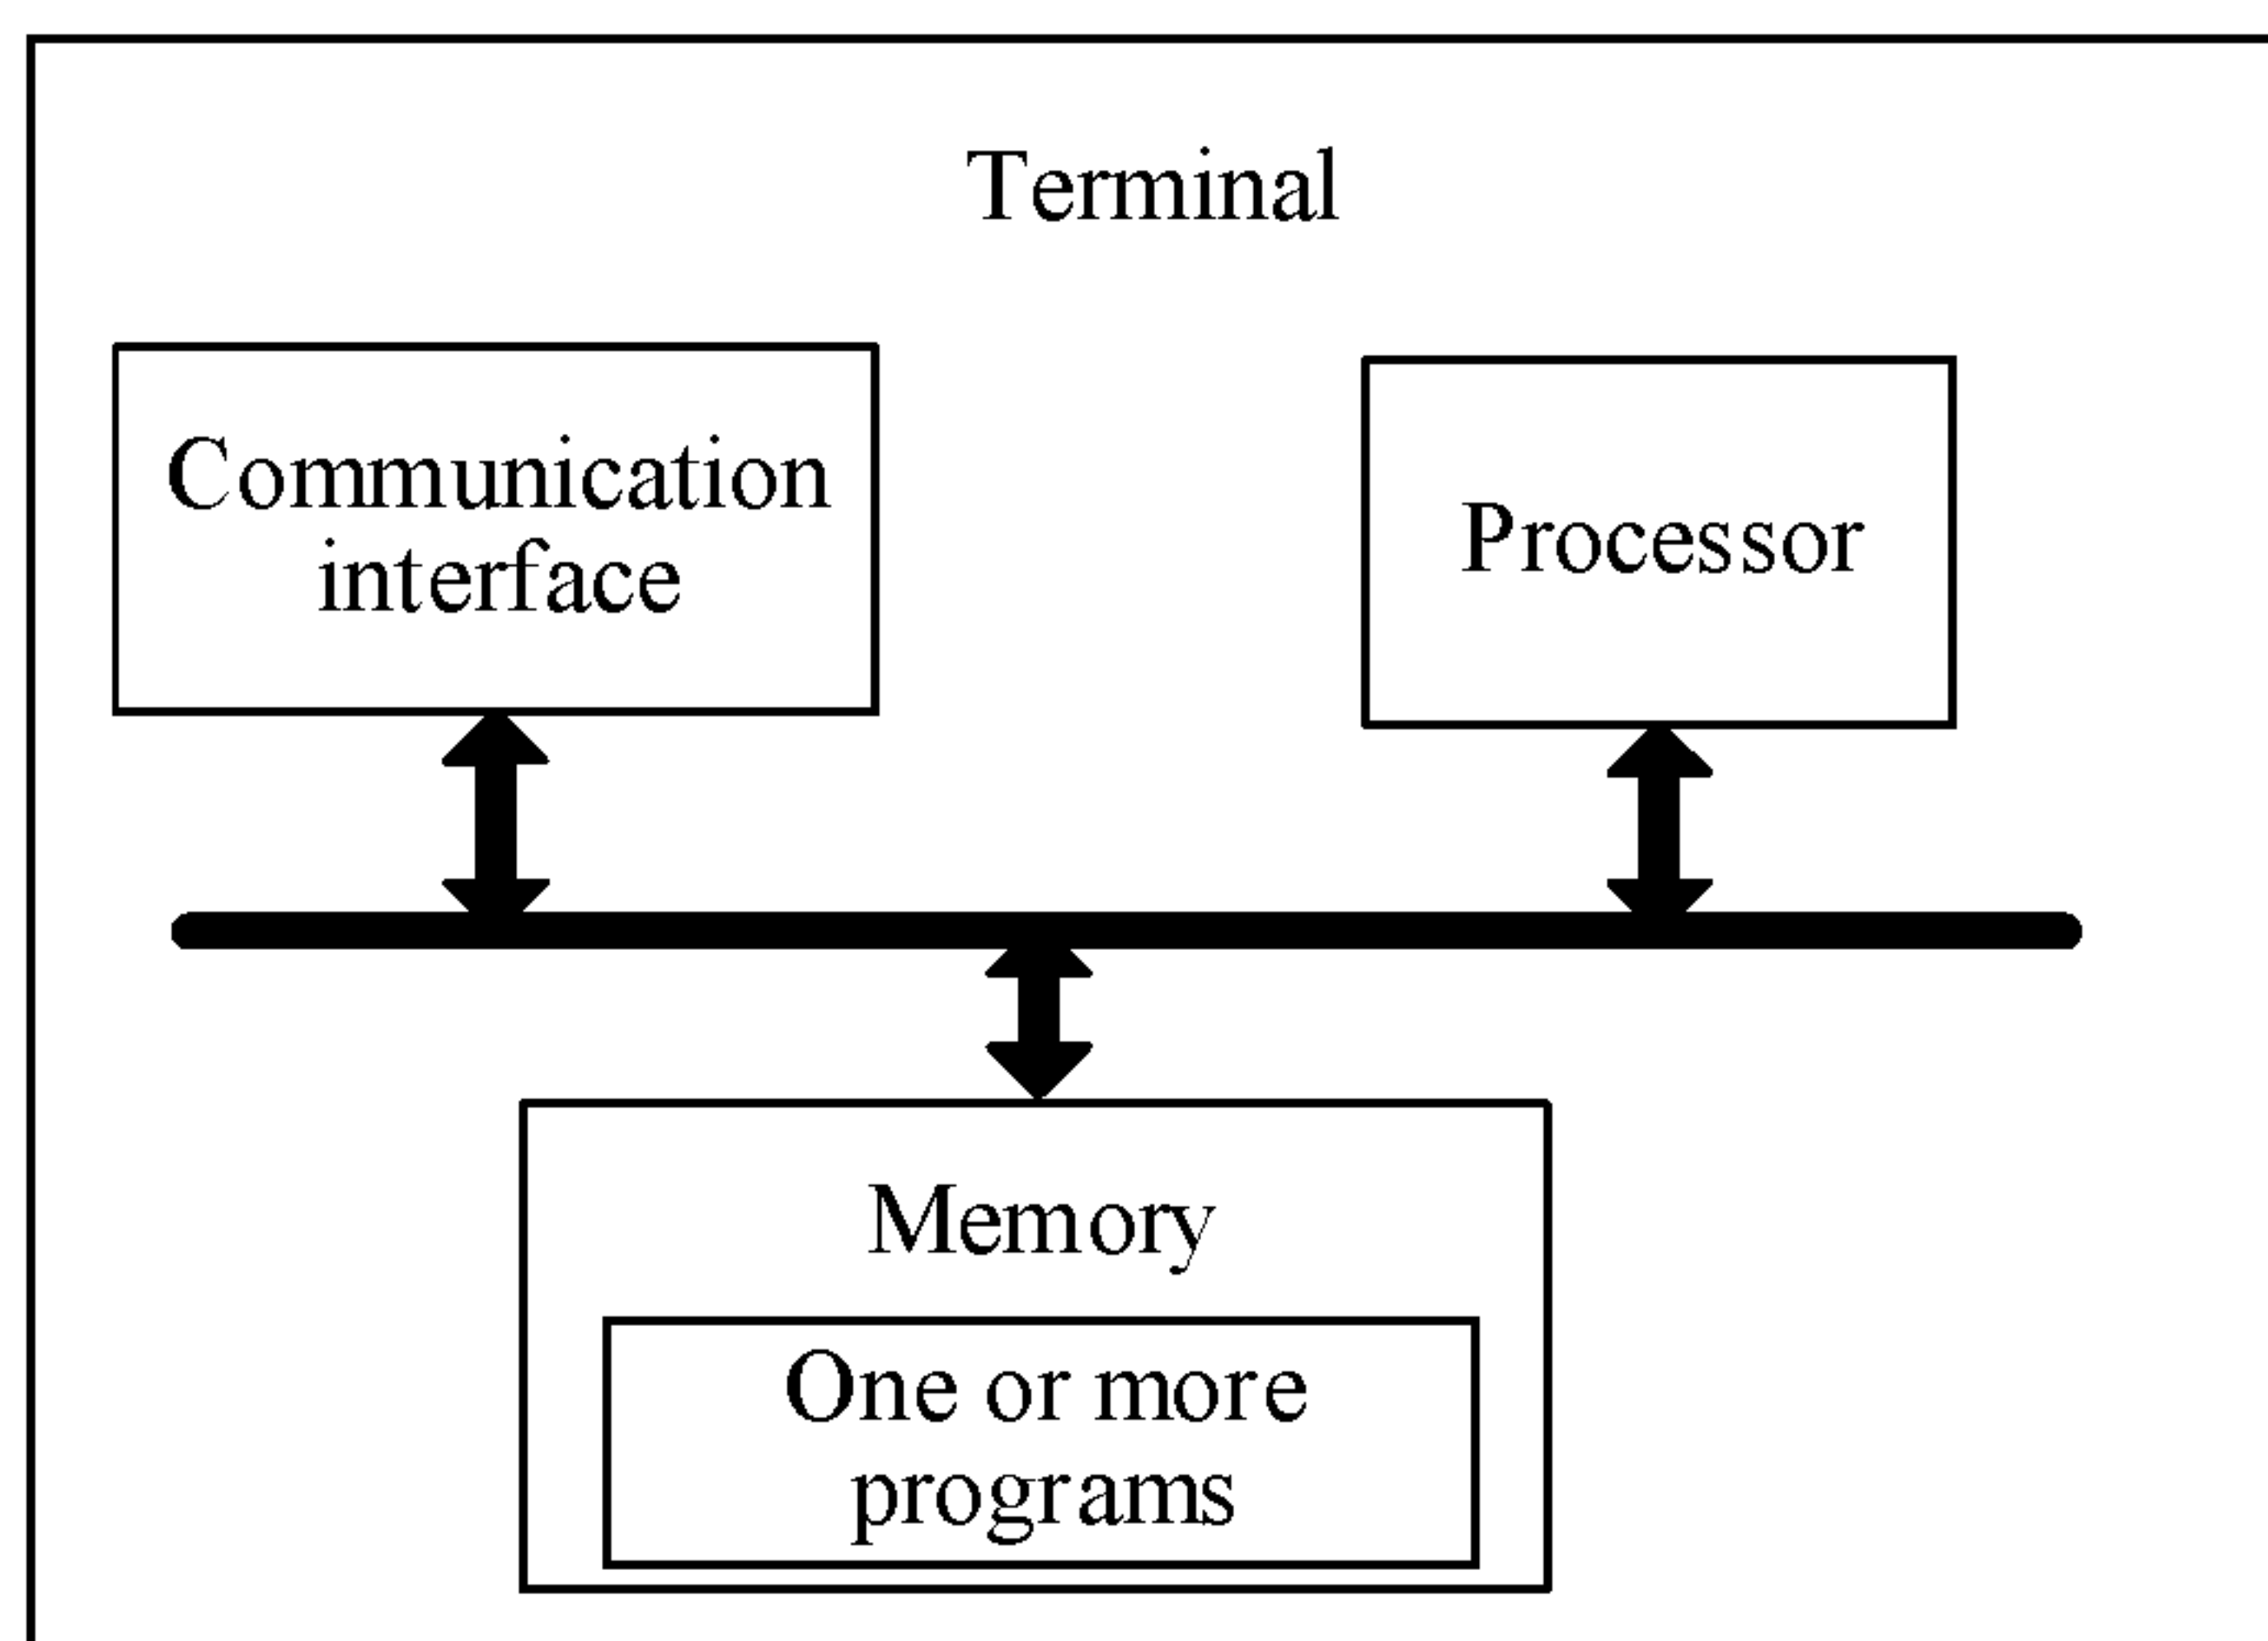 Terminal
Communication
interface
Processor
Memory
One or more
programs